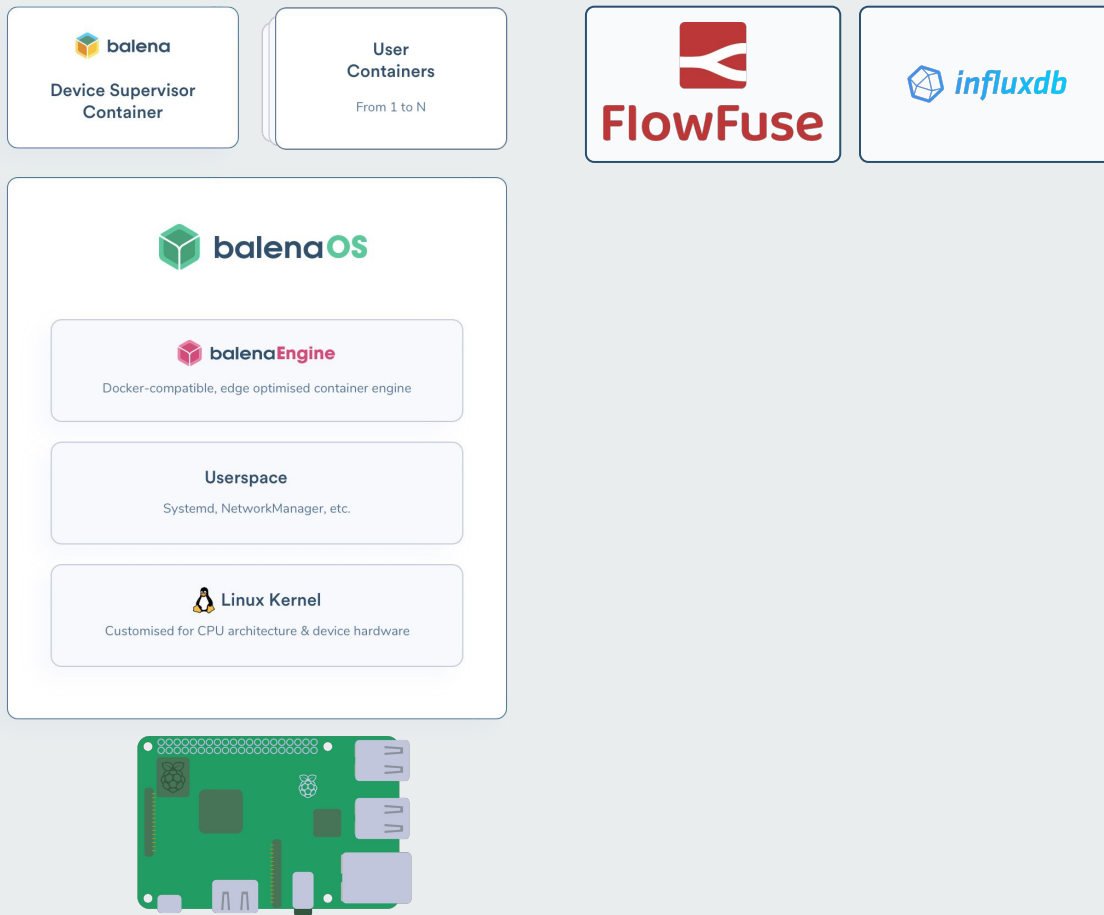 balena
Device Supervisor
Container
User
Containers
From 1 to N
FlowFuse
influxdb
balenaOS
balenaEngine
Docker-compatible, edge optimised container engine
Userspace
Systemd, NetworkManager, etc.
Linux Kernel
Customised for CPU architecture & device hardware